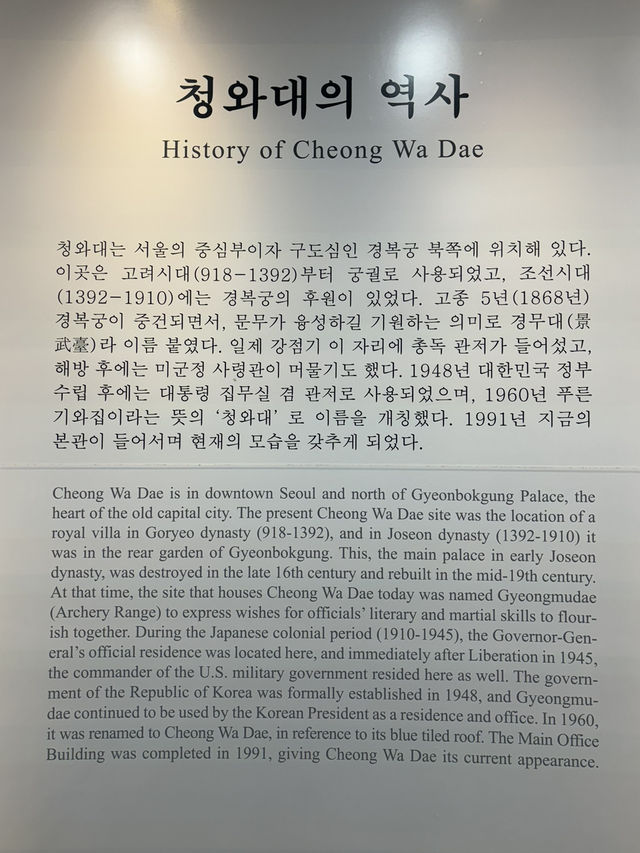 청와대의 역사
History of Cheong Wa Dae
청와대는 서울의 중심부이자 구도심인 경복궁 북쪽에 위치해 있다.
이곳은 고려시대(918-1392)부터 궁궐로 사용되었고, 조선시대
(1392-1910)에는 경복궁의 후원이 있었다. 고종 5년(1868년)
경복궁이 중건되면서, 문무가 융성하길 기원하는 의미로 경무대(景
武臺)라 이름 붙였다. 일제 강점기 이 자리에 총독 관저가 들어섰고,
해방 후에는 미군정 사령관이 머물기도 했다. 1948년 대한민국 정부
수립 후에는 대통령 집무실 겸 관저로 사용되었으며, 1960년 푸른
기와집이라는 뜻의 ‘청와대’ 로 이름을 개칭했다. 1991년 지금의
본관이 들어서며 현재의 모습을 갖추게 되었다.
Cheong Wa Dae is in downtown Seoul and north of Gyeonbokgung Palace, the
heart of the old capital city. The present Cheong Wa Dae site was the location of a
royal villa in Goryeo dynasty (918-1392), and in Joseon dynasty (1392-1910) it
was in the rear garden of Gyeonbokgung. This, the main palace in early Joseon
dynasty, was destroyed in the late 16th century and rebuilt in the mid-19th century.
At that time, the site that houses Cheong Wa Dae today was named Gyeongmudae
(Archery Range) to express wishes for officials’ literary and martial skills to flour-
ish together. During the Japanese colonial period (1910-1945), the Governor-Gen-
eral’s official residence was located here, and immediately after Liberation in 1945,
the commander of the U.S. military government resided here as well. The govern-
ment of the Republic of Korea was formally established in 1948, and Gyeongmu-
dae continued to be used by the Korean President as a residence and office. In 1960,
it was renamed to Cheong Wa Dae, in reference to its blue tiled roof. The Main Office
Building was completed in 1991, giving Cheong Wa Dae its current appearance.